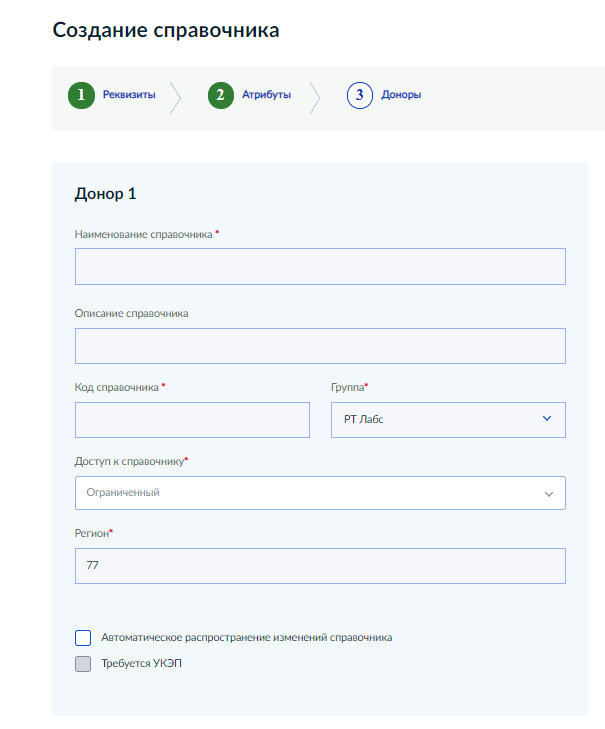 Создание справочника
1 Реквизиты 2 Атрибуты 3 Доноры
Донор 1
Наименование справочника *
Описание справочника
Код справочника * Группа*
РТ Лабс
Доступ к справочнику*
Ограниченный
Регион*
77
Автоматическое распространение изменений справочника
Требуется УКЭП